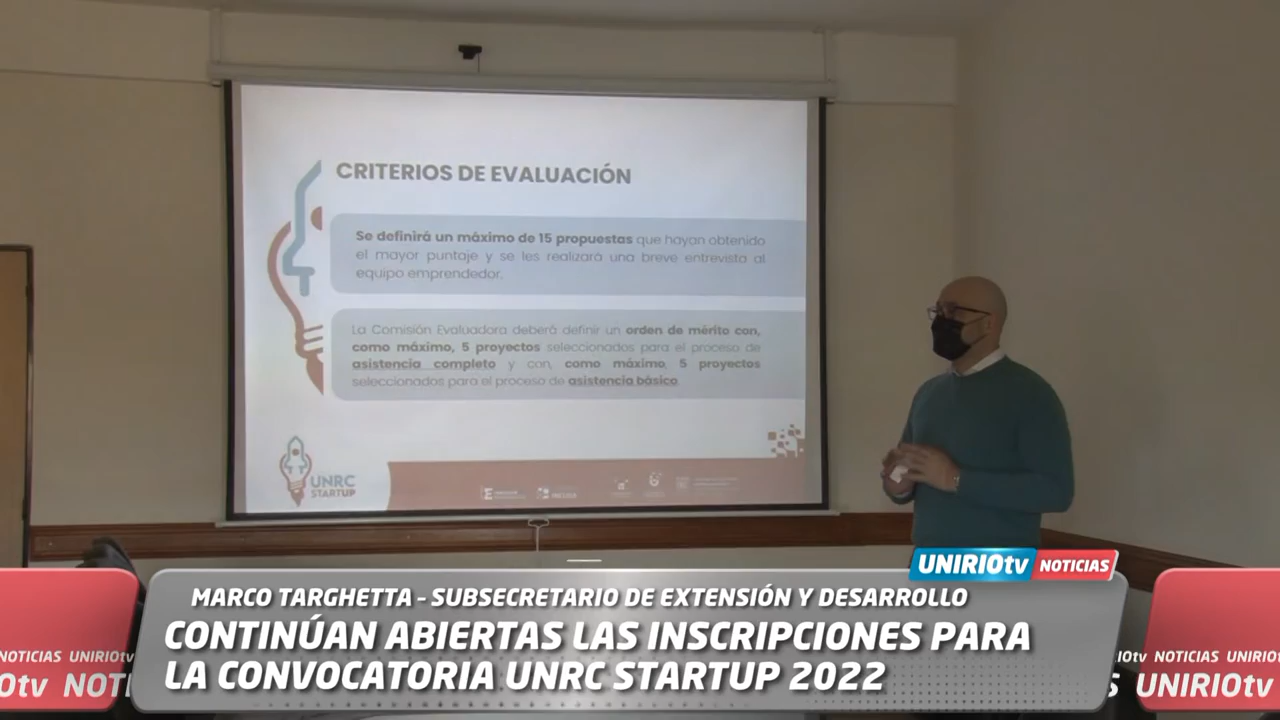 CRITERIOS DE EVALUACIÓN
Se definirá un máximo de 15 propuestas que hayan obtenido
el mayor puntaje y se les realizará una breve entrevista al
equipo emprendedor.
La Comisión Evaluadora deberá definir un orden de mérito con,
como máximo, 5 proyectos seleccionados para el proceso de
asistencia completo y con, como máximo, 5 proyectos
seleccionados para el proceso de asistencia básico.
UNRC
STARTUP
UNIRIOtv NOTICIAS
MARCO TARGHETTA - SUBSECRETARIO DE EXTENSIÓN Y DESARROLLO
CONTINÚAN ABIERTAS LAS INSCRIPCIONES PARA
LA CONVOCATORIA UNRC STARTUP 2022
NOTICIAS UNIRIOtv
Otv NOTI
IOtv NOTICIAS UNIRIO
S UNIRIOtv